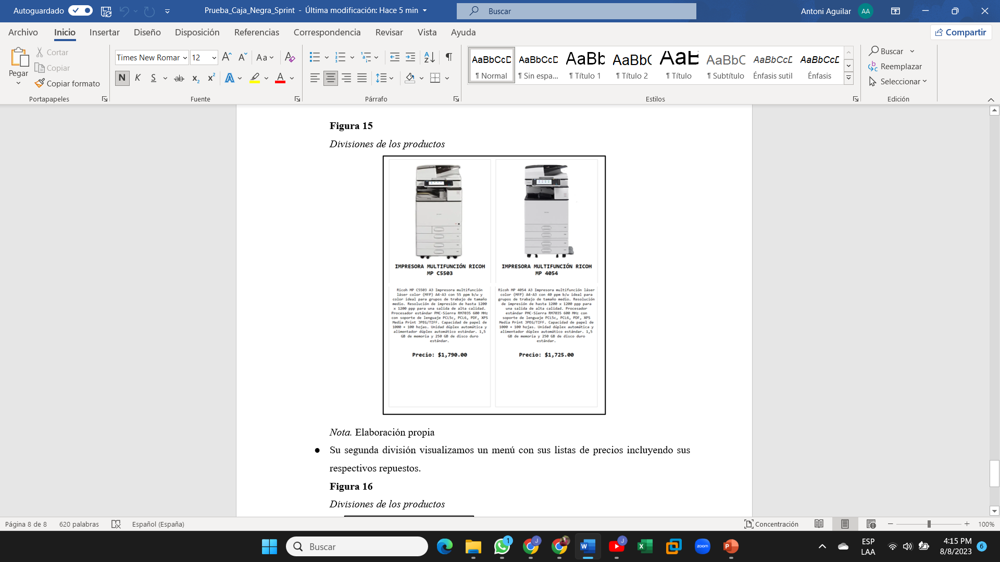 Autoguardado
Prueba_Caja_Negra_Sprint - Última modificación: Hace 5 min
Buscar
Antoni Aguilar
AA
Archivo
Inicio
Insertar
Diseño
Disposición
Referencias
Correspondencia
Revisar
Vista
Ayuda
Compartir
Pegar
Cortar
Copiar
Copiar formato
Portapapeles
Times New Romar
12
Aa
N K S ab x₂ x² A A
Fuente
Párrafo
AaBbCcD
¶ Normal
AaBbCcD
¶ Sin espa...
AaBb
¶ Título 1
AaBb(
¶ Título 2
AaB
¶ Título
AaBbC
¶ Subtítulo
AaBbCcD
Énfasis sutil
AaBbCcD
Énfasis
Estilos
Buscar
Reemplazar
Seleccionar
Edición
Figura 15
Divisiones de los productos
IMPRESORA MULTIFUNCIÓN RICOH
MP C5503
Ricoh MP C5503 A3 Impresora multifunción
láser color (MFP) A4-A3 con 55 ppm b/w y
color ideal para grupos de trabajo de tamaño
medio. Resolución de impresión de hasta 1200
x 1200 ppp para una salida de alta calidad.
Procesador estándar PMC-Sierra RM7035 600 MHz
con soporte de lenguaje PCL5c, PCL6, PDF, XPS
Media Print JPEG/TIFF. Capacidad de papel de
1000 + 100 hojas. Unidad dúplex automática y
alimentador dúplex automático estándar. 1,5
GB de memoria y 250 GB de disco duro
estándar.
Precio: $1,790.00
IMPRESORA MULTIFUNCIÓN RICOH
MP 4054
Ricoh MP 4054 A3 Impresora multifunción láser
color (MFP) A4-A3 con 40 ppm b/w ideal para
grupos de trabajo de tamaño medio. Resolución
de impresión de hasta 1200 x 1200 ppp para
una salida de alta calidad. Procesador
estándar PMC-Sierra RM7035 600 MHz con
soporte de lenguaje PCL5c, PCL6, PDF, XPS
Media Print JPEG/TIFF. Capacidad de papel de
1000 + 100 hojas. Unidad dúplex automática y
alimentador dúplex automático estándar. 1,5
GB de memoria y 250 GB de disco duro
estándar.
Precio: $1,725.00
Nota. Elaboración propia
● Su segunda división visualizamos un menú con sus listas de precios incluyendo sus
respectivos repuestos.
Figura 16
Divisiones de los productos
Página 8 de 8
620 palabras
Español (España)
Concentración
100%
Buscar
1
J
J
zoom
ESP
LAA
4:15 PM
8/8/2023
6